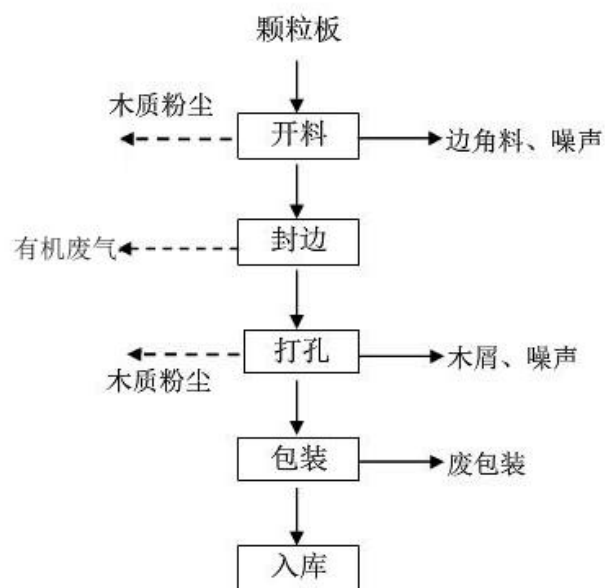 颗粒板
木质粉尘
开料
边角料、噪声
有机废气
封边
打孔
木质粉尘
木屑、噪声
包装
废包装
入库